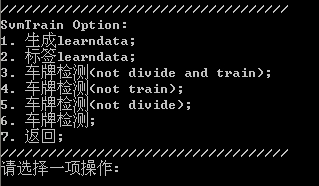 //////////////////////////////////////
SvmTrain Option:
1. 生成learndata;
2. 标签learndata;
3. 车牌检测(not divide and train);
4. 车牌检测(not train);
5. 车牌检测(not divide);
6. 车牌检测;
7. 返回;
//////////////////////////////////////
请选择一项操作: